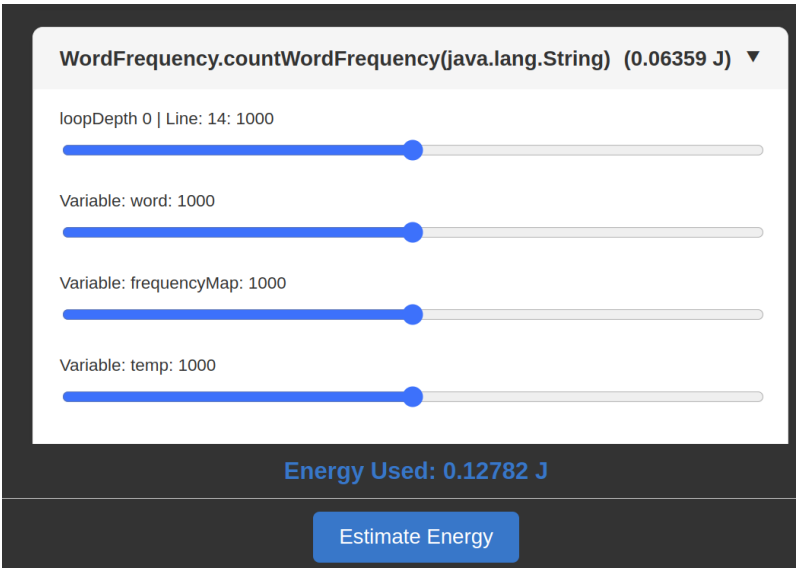 WordFrequency.countWordFrequency(java.lang.String) (0.06359 J) ▼
loopDepth 0 | Line: 14: 1000
Variable: word: 1000
Variable: frequencyMap: 1000
Variable: temp: 1000
Energy Used: 0.12782 J
Estimate Energy